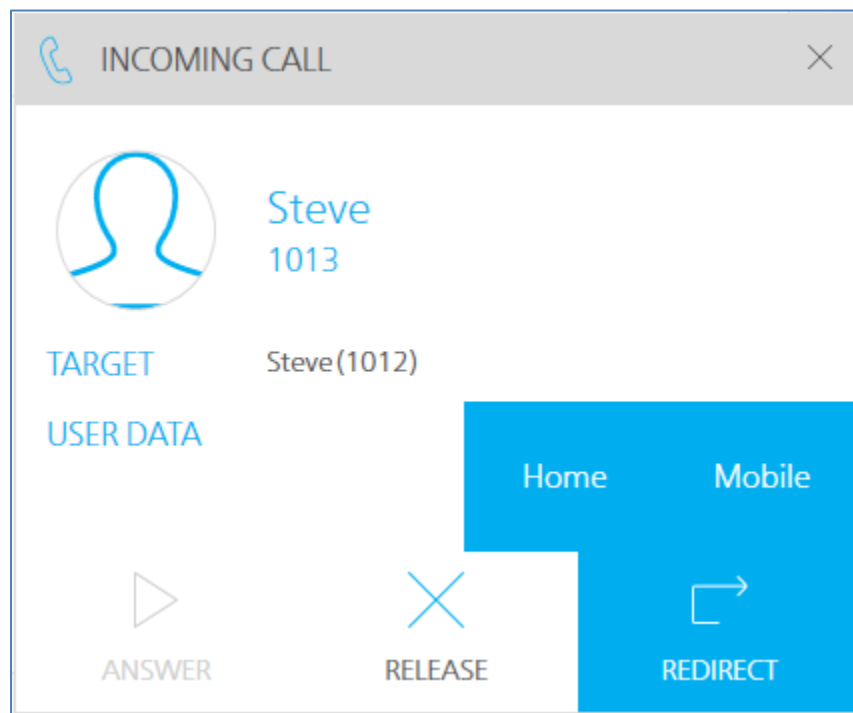 INCOMING CALL
Steve
1013
TARGET Steve(1012)
USER DATA
Home Mobile
ANSWER RELEASE REDIRECT